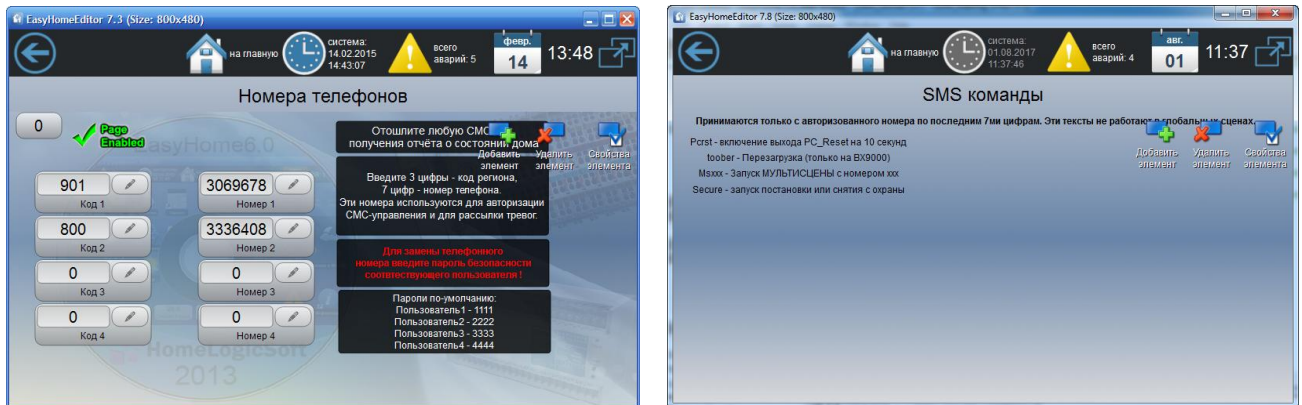 EasyHomeEditor 7.3 (Size: 800x480)
на главную
система:
14.02.2015
14:43:07
всего
аварий: 5
февр.
14
13:48
Номера телефонов
0
Page
Enabled
EasyHome6.0
901
Код 1
3069678
Номер 1
800
Код 2
3336408
Номер 2
0
Код 3
0
Номер 3
0
Код 4
0
Номер 4
HomeLogicSoft
2013
Отошлите любую СМС
получения отчёта о состоянии дома
Добавить
элемент
Удалить
элемент
Свойства
элемента
Введите 3 цифры - код региона,
7 цифр - номер телефона.
Эти номера используются для авторизации
СМС-управления и для рассылки тревог.
Для замены телефонного
номера введите пароль безопасности
соответствующего пользователя !
Пароли по-умолчанию:
Пользователь1 - 1111
Пользователь2 - 2222
Пользователь3 - 3333
Пользователь4 - 4444
EasyHomeEditor 7.8 (Size: 800x480)
на главную
система:
01.08.2017
11:37:46
всего
аварий: 4
авг.
01
11:37
SMS команды
Принимаются только с авторизованного номера по последним 7ми цифрам. Эти тексты не работают в глобальных сценах.
Pcrst - включение выхода PC_Reset на 10 секунд
toober - Перезагрузка (только на BX9000)
Msxxx - Запуск МУЛЬТИСЦЕНЫ с номером xxx
Secure - запуск постановки или снятия с охраны
Добавить
элемент
Удалить
элемент
Свойства
элемента